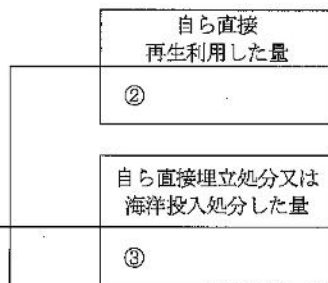 自ら直接
再生利用した量
②
自ら直接埋立処分又は
海洋投入処分した量
③